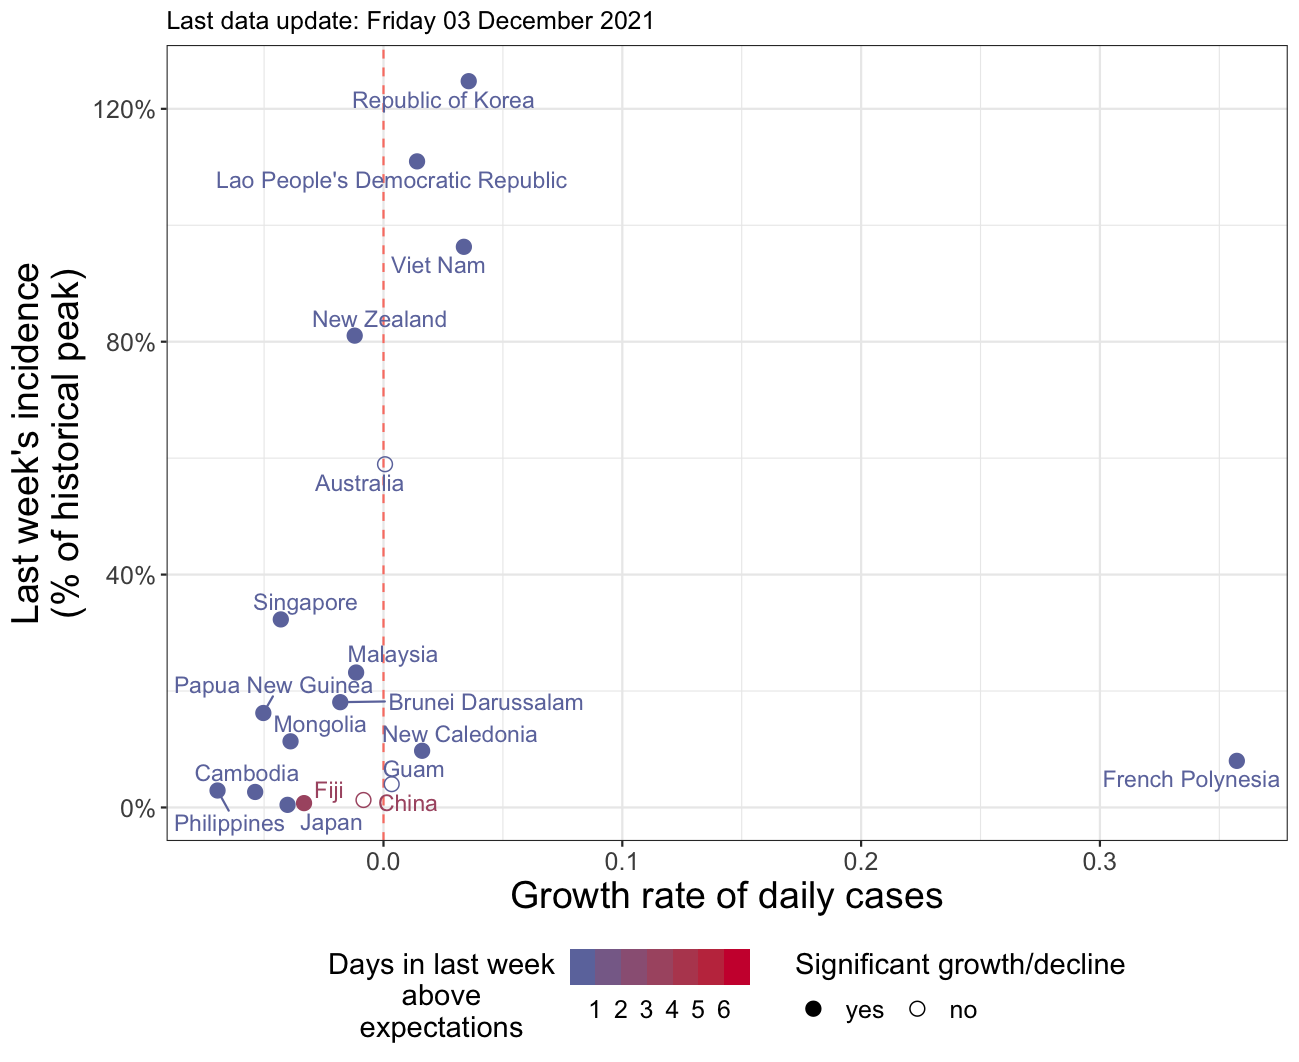 Last data update: Friday 03 December 2021
Last week's incidence
(% of historical peak)
120%
80%
40%
0%
Republic of Korea
Lao People's Democratic Republic
Viet Nam
New Zealand
Australia
Singapore
Malaysia
Papua New Guinea
Brunei Darussalam
Mongolia
New Caledonia
Guam
Cambodia
French Polynesia
Fiji
China
Philippines
Japan
0.0 0.1 0.2 0.3
Growth rate of daily cases
Days in last week
above
expectations
1 2 3 4 5 6
Significant growth/decline
yes no